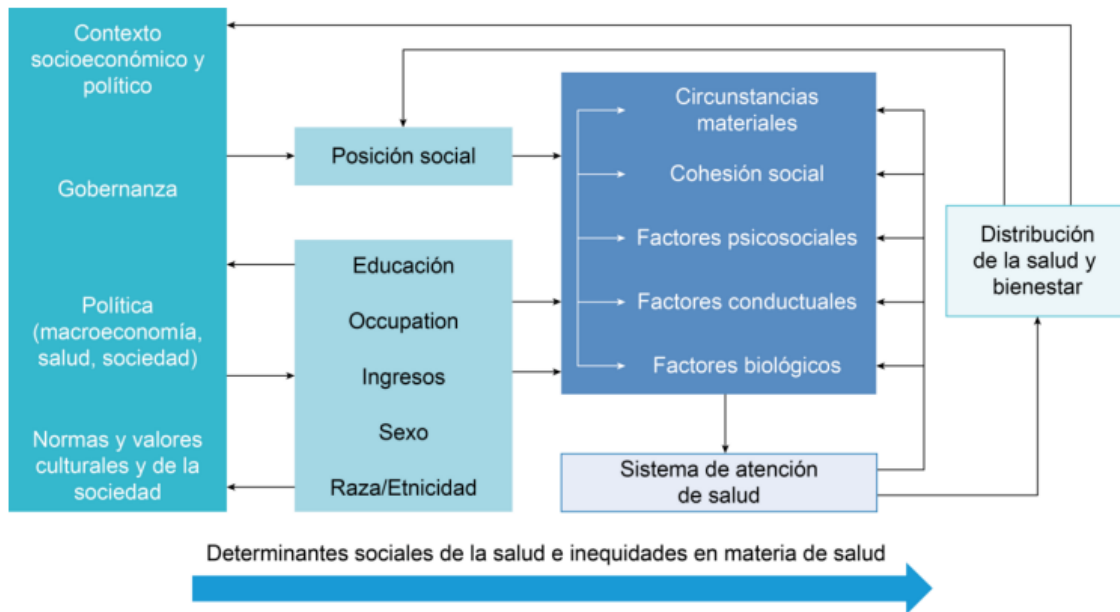 Contexto
socioeconómico y
político
Gobernanza
Política
(macroeconomía,
salud, sociedad)
Normas y valores
culturales y de la
sociedad
Posición social
Educación
Occupation
Ingresos
Sexo
Raza/Etnicidad
Circunstancias
materiales
Cohesión social
Factores psicosociales
Factores conductuales
Factores biológicos
Sistema de atención
de salud
Distribución
de la salud y
bienestar
Determinantes sociales de la salud e inequidades en materia de salud